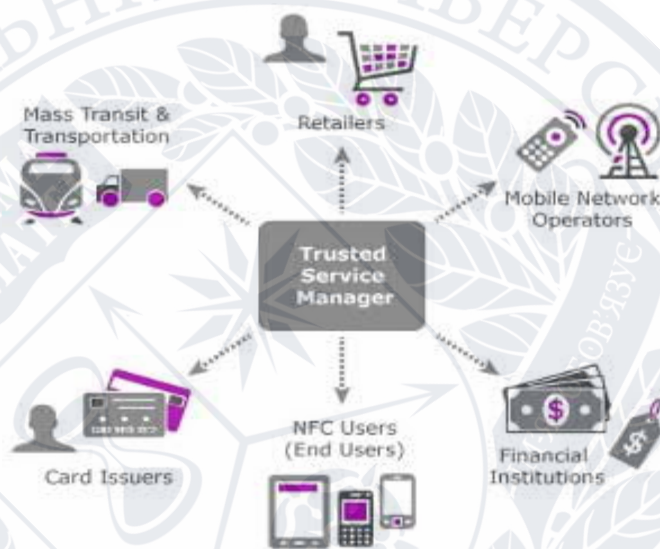 Mass Transit &
Transportation
Retailers
Mobile Network
Operators
Trusted
Service
Manager
Card Issuers
NFC Users
(End Users)
Financial
Institutions